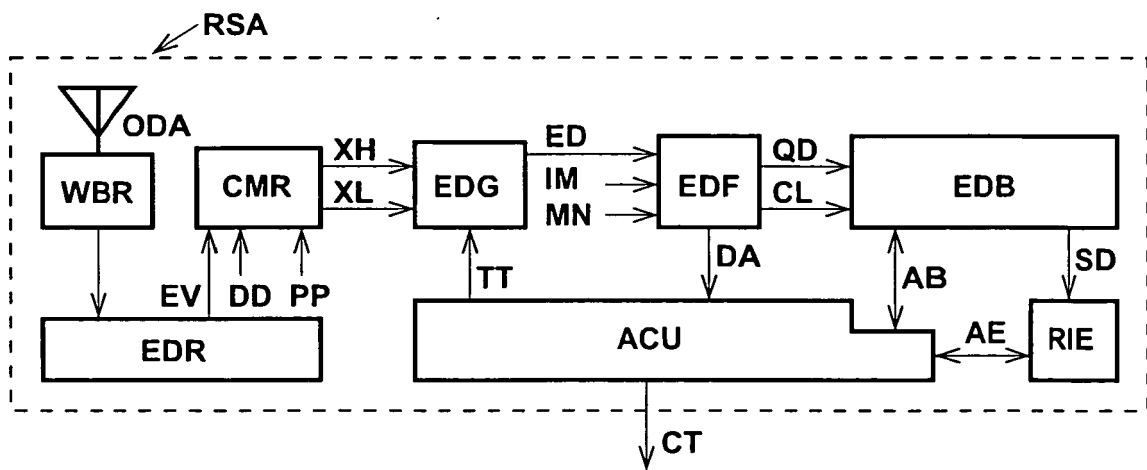 RSA
ODA
WBR
CMR
XH
XL
EDG
ED
IM
MN
EDF
QD
CL
EDB
EV
DD
PP
TT
DA
AB
SD
EDR
ACU
AE
RIE
CT